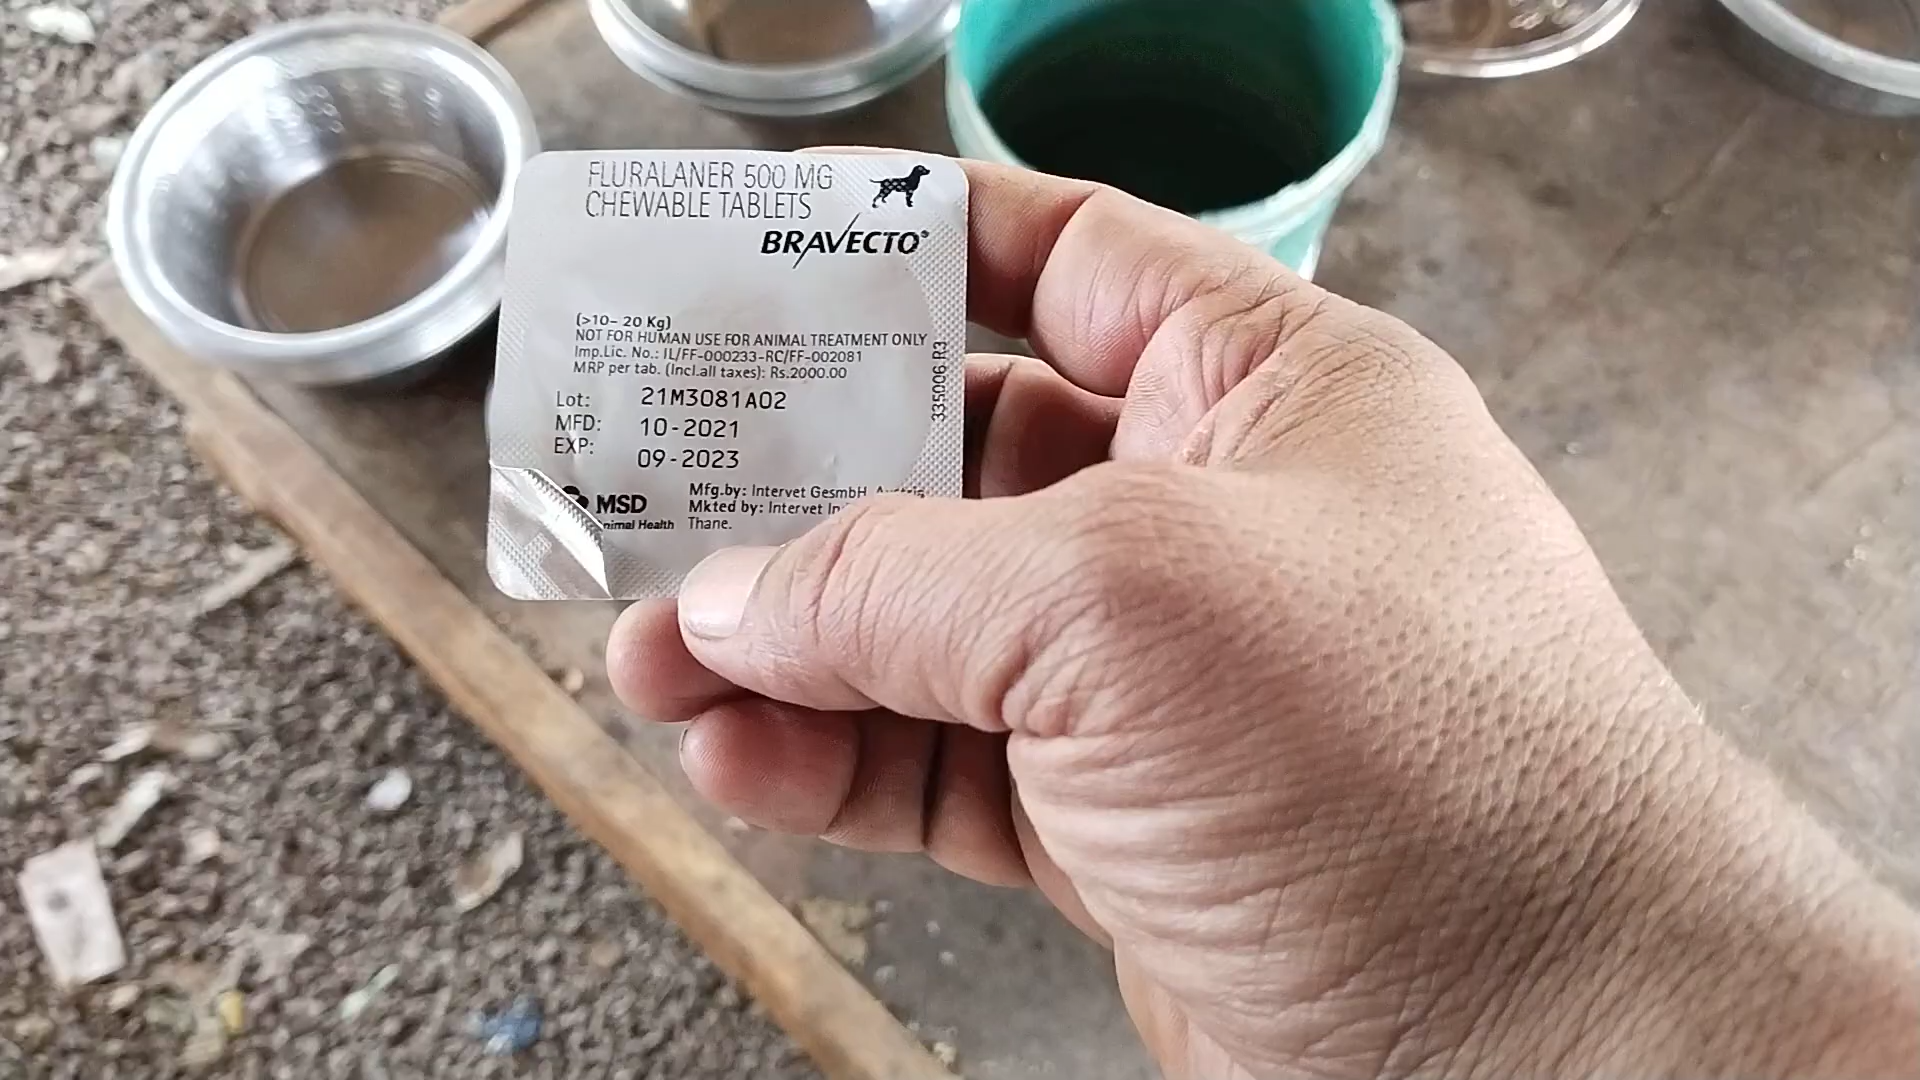 FLURALANER 500 MG
CHEWABLE TABLETS
BRAVECTO®
(>10– 20 Kg)
NOT FOR HUMAN USE FOR ANIMAL TREATMENT ONLY
Imp.Lic. No.: IL/FF-000233-RC/FF-002081
MRP per tab. (Incl.all taxes): Rs.2000.00
Lot: 21M3081A02
MFD: 10-2021
EXP: 09-2023
335006 R3
MSD
Mfg.by: Intervet GesmbH, Austria
Mkted by: Intervet
Health
Thane.